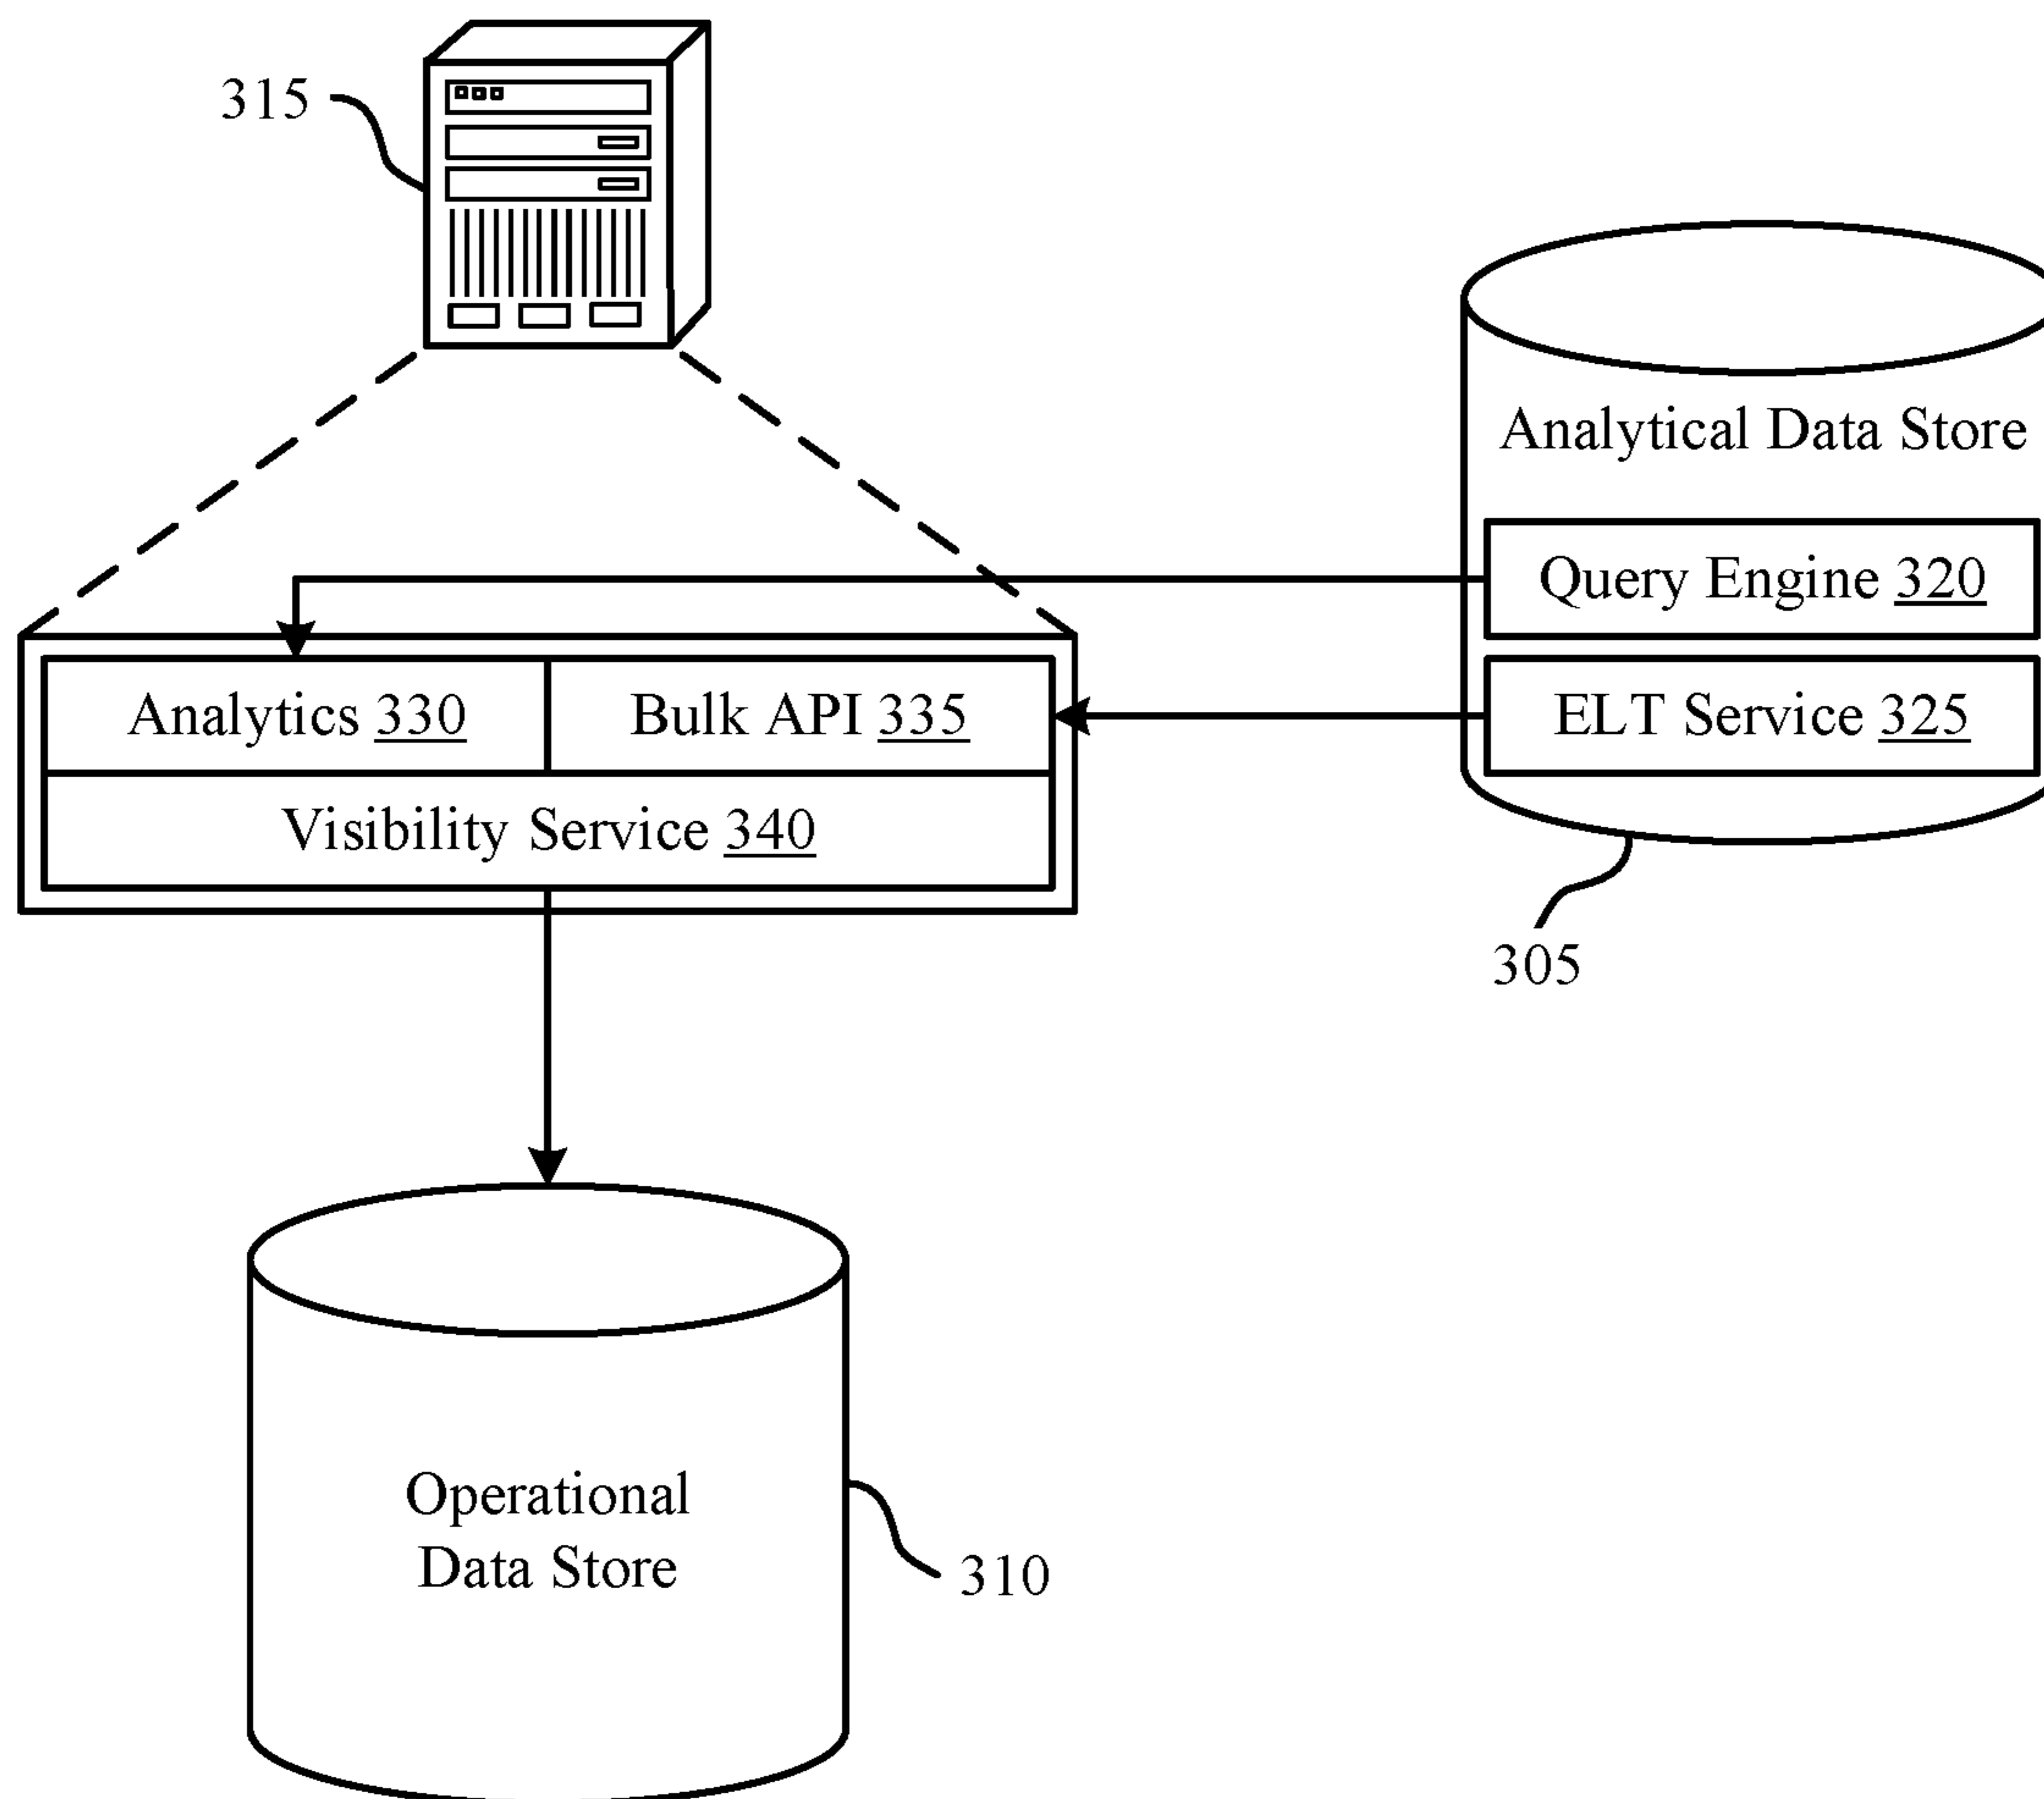 315
Analytical Data Store
Query Engine 320
ELT Service 325
Analytics 330
Bulk API 335
Visibility Service 340
305
Operational
Data Store
310